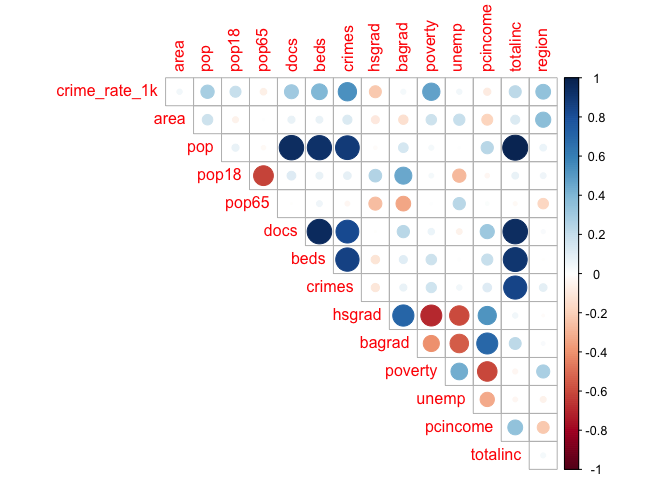 area
pop
pop18
pop65
docs
beds
crimes
hsgrad
bagrad
poverty
unemp
pcincome
totalinc
region
crime_rate_1k
area
pop
pop18
pop65
docs
beds
crimes
hsgrad
bagrad
poverty
unemp
pcincome
totalinc
1
0.8
0.6
0.4
0.2
0
-0.2
-0.4
-0.6
-0.8
-1